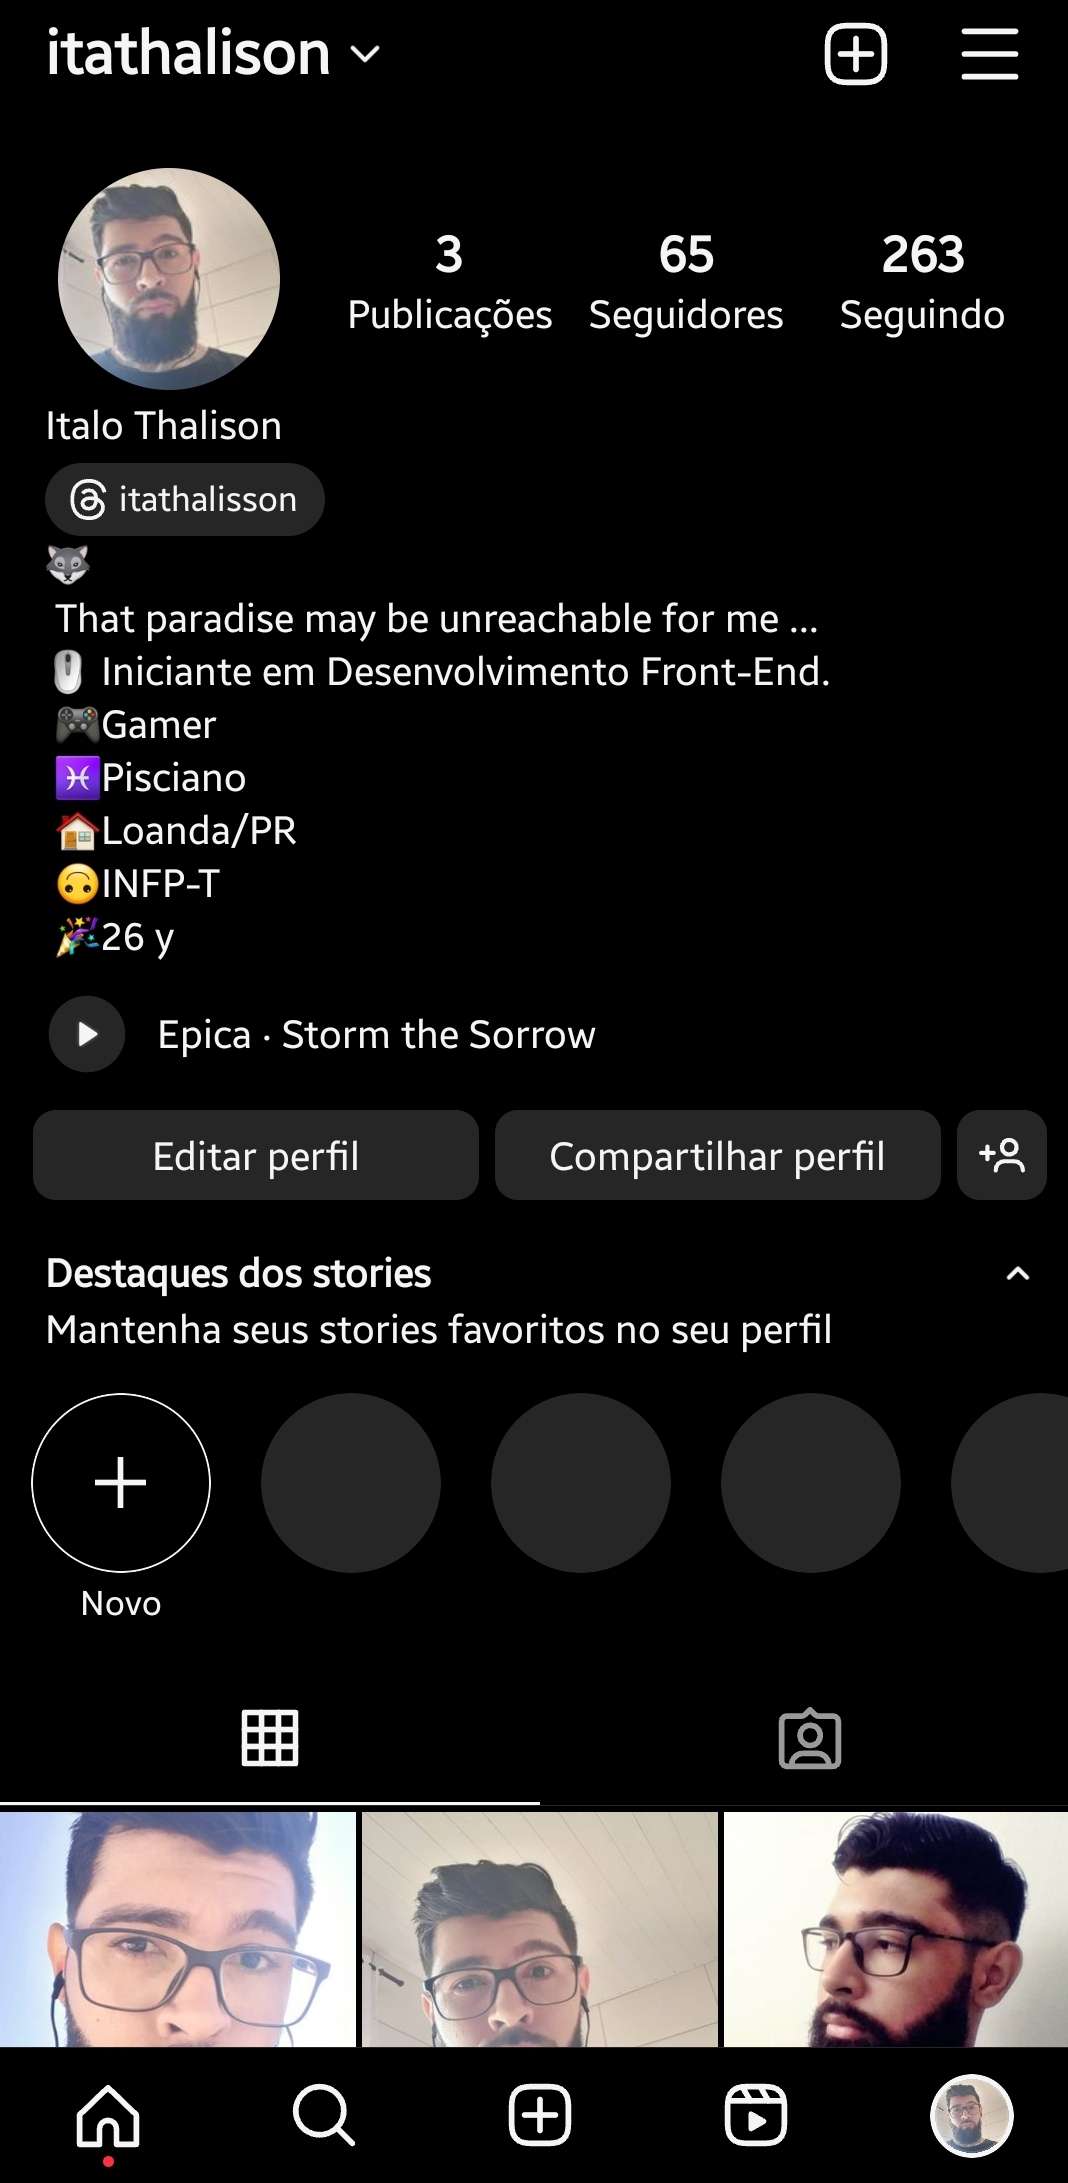 itathalison
3 65 263
Publicações Seguidores Seguindo
Italo Thalison
itathalisson
🐺
That paradise may be unreachable for me ...
🖱️ Iniciante em Desenvolvimento Front-End.
🎮Gamer
♓Pisciano
🏠Loanda/PR
🙃INFP-T
🎉26 y
Epica · Storm the Sorrow
Editar perfil Compartilhar perfil
Destaques dos stories
Mantenha seus stories favoritos no seu perfil
Novo